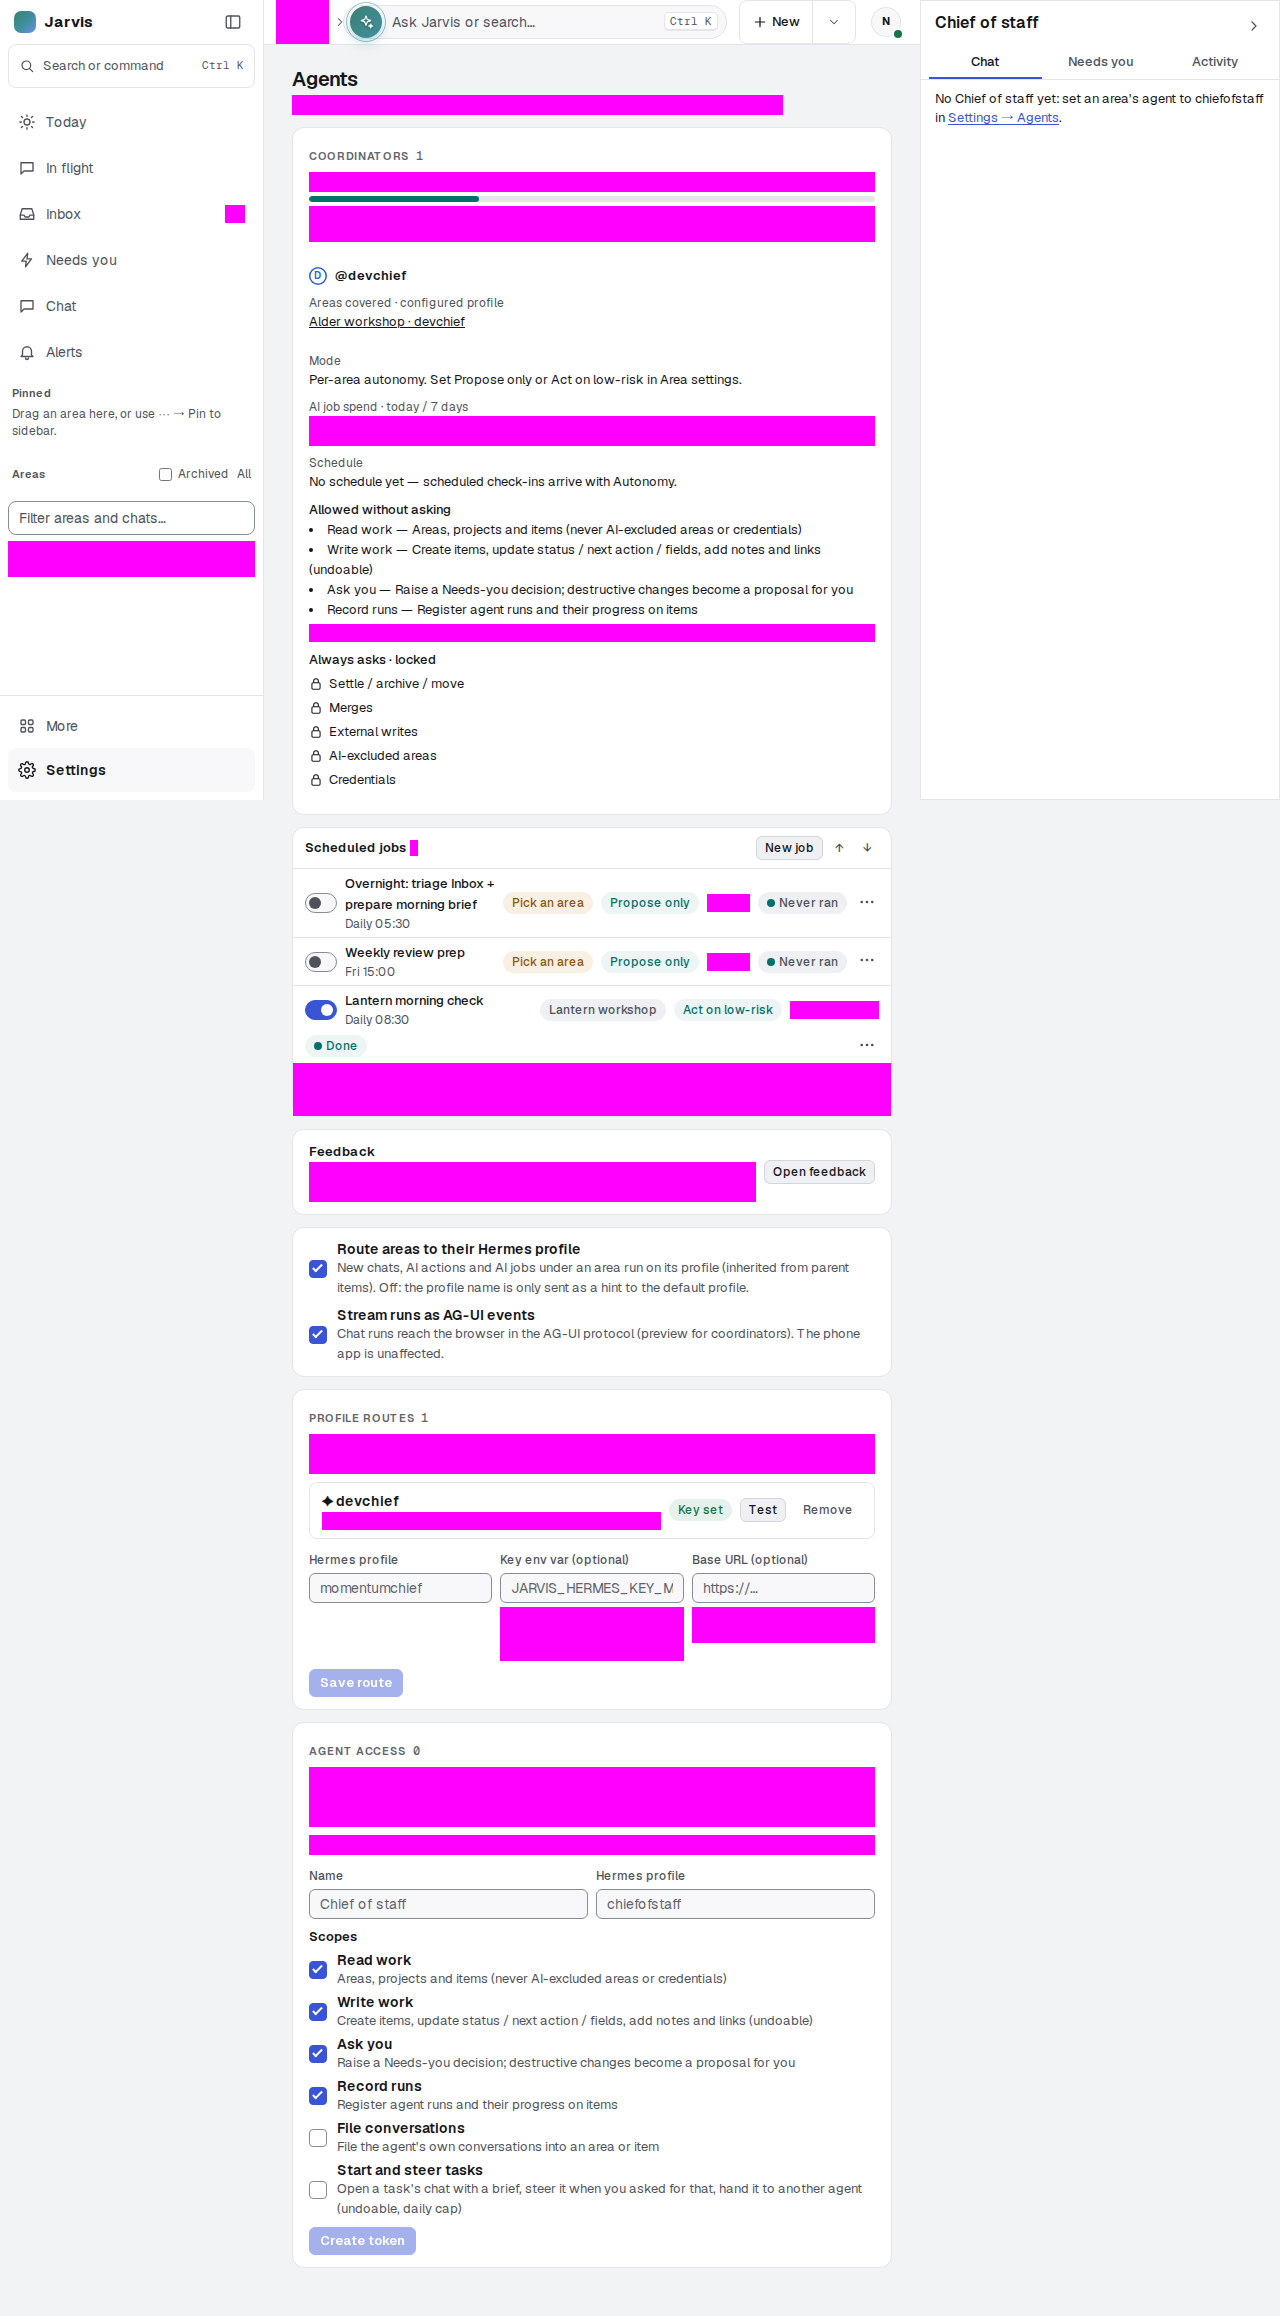 Jarvis
Search or command Ctrl K
Today
In flight
Inbox
Needs you
Chat
Alerts
Pinned
Drag an area here, or use ··· → Pin to
sidebar.
Areas Archived All
Filter areas and chats…
More
Settings
Ask Jarvis or search… Ctrl K
New
N
Agents
COORDINATORS 1
D @devchief
Areas covered · configured profile
Alder workshop · devchief
Mode
Per-area autonomy. Set Propose only or Act on low-risk in Area settings.
AI job spend · today / 7 days
Schedule
No schedule yet — scheduled check-ins arrive with Autonomy.
Allowed without asking
• Read work — Areas, projects and items (never AI-excluded areas or credentials)
• Write work — Create items, update status / next action / fields, add notes and links
(undoable)
• Ask you — Raise a Needs-you decision; destructive changes become a proposal for you
• Record runs — Register agent runs and their progress on items
Always asks · locked
Settle / archive / move
Merges
External writes
AI-excluded areas
Credentials
Scheduled jobs New job ↑ ↓
Overnight: triage Inbox +
prepare morning brief
Daily 05:30
Pick an area Propose only Never ran ···
Weekly review prep
Fri 15:00
Pick an area Propose only Never ran ···
Lantern morning check
Daily 08:30
Lantern workshop Act on low-risk
Done ···
Feedback
Open feedback
Route areas to their Hermes profile
New chats, AI actions and AI jobs under an area run on its profile (inherited from parent
items). Off: the profile name is only sent as a hint to the default profile.
Stream runs as AG-UI events
Chat runs reach the browser in the AG-UI protocol (preview for coordinators). The phone
app is unaffected.
PROFILE ROUTES 1
✦ devchief
Key set Test Remove
Hermes profile Key env var (optional) Base URL (optional)
momentumchief JARVIS_HERMES_KEY_M https://…
Save route
AGENT ACCESS 0
Name Hermes profile
Chief of staff chiefofstaff
Scopes
Read work
Areas, projects and items (never AI-excluded areas or credentials)
Write work
Create items, update status / next action / fields, add notes and links (undoable)
Ask you
Raise a Needs-you decision; destructive changes become a proposal for you
Record runs
Register agent runs and their progress on items
File conversations
File the agent's own conversations into an area or item
Start and steer tasks
Open a task's chat with a brief, steer it when you asked for that, hand it to another agent
(undoable, daily cap)
Create token
Chief of staff
Chat Needs you Activity
No Chief of staff yet: set an area's agent to chiefofstaff
in Settings → Agents.